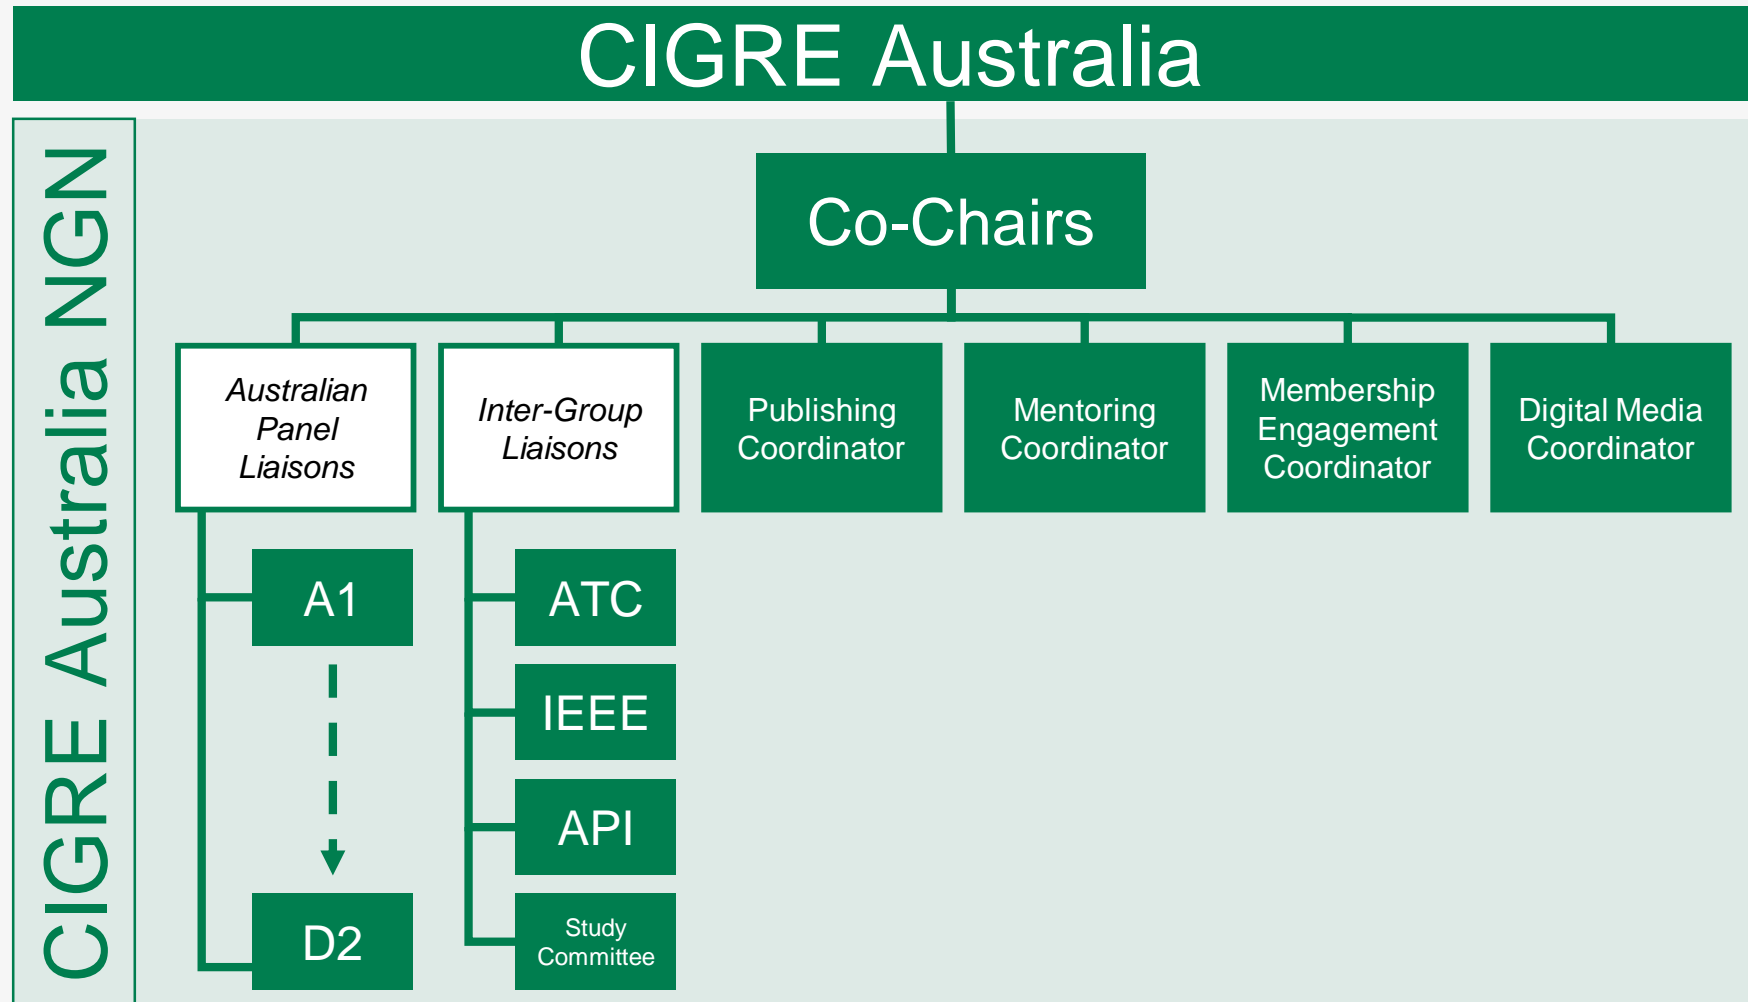 CIGRE Australia
CIGRE Australia NGN
Co-Chairs
Australian
Panel
Liaisons
Inter-Group
Liaisons
Publishing
Coordinator
Mentoring
Coordinator
Membership
Engagement
Coordinator
Digital Media
Coordinator
A1
D2
ATC
IEEE
API
Study
Committee